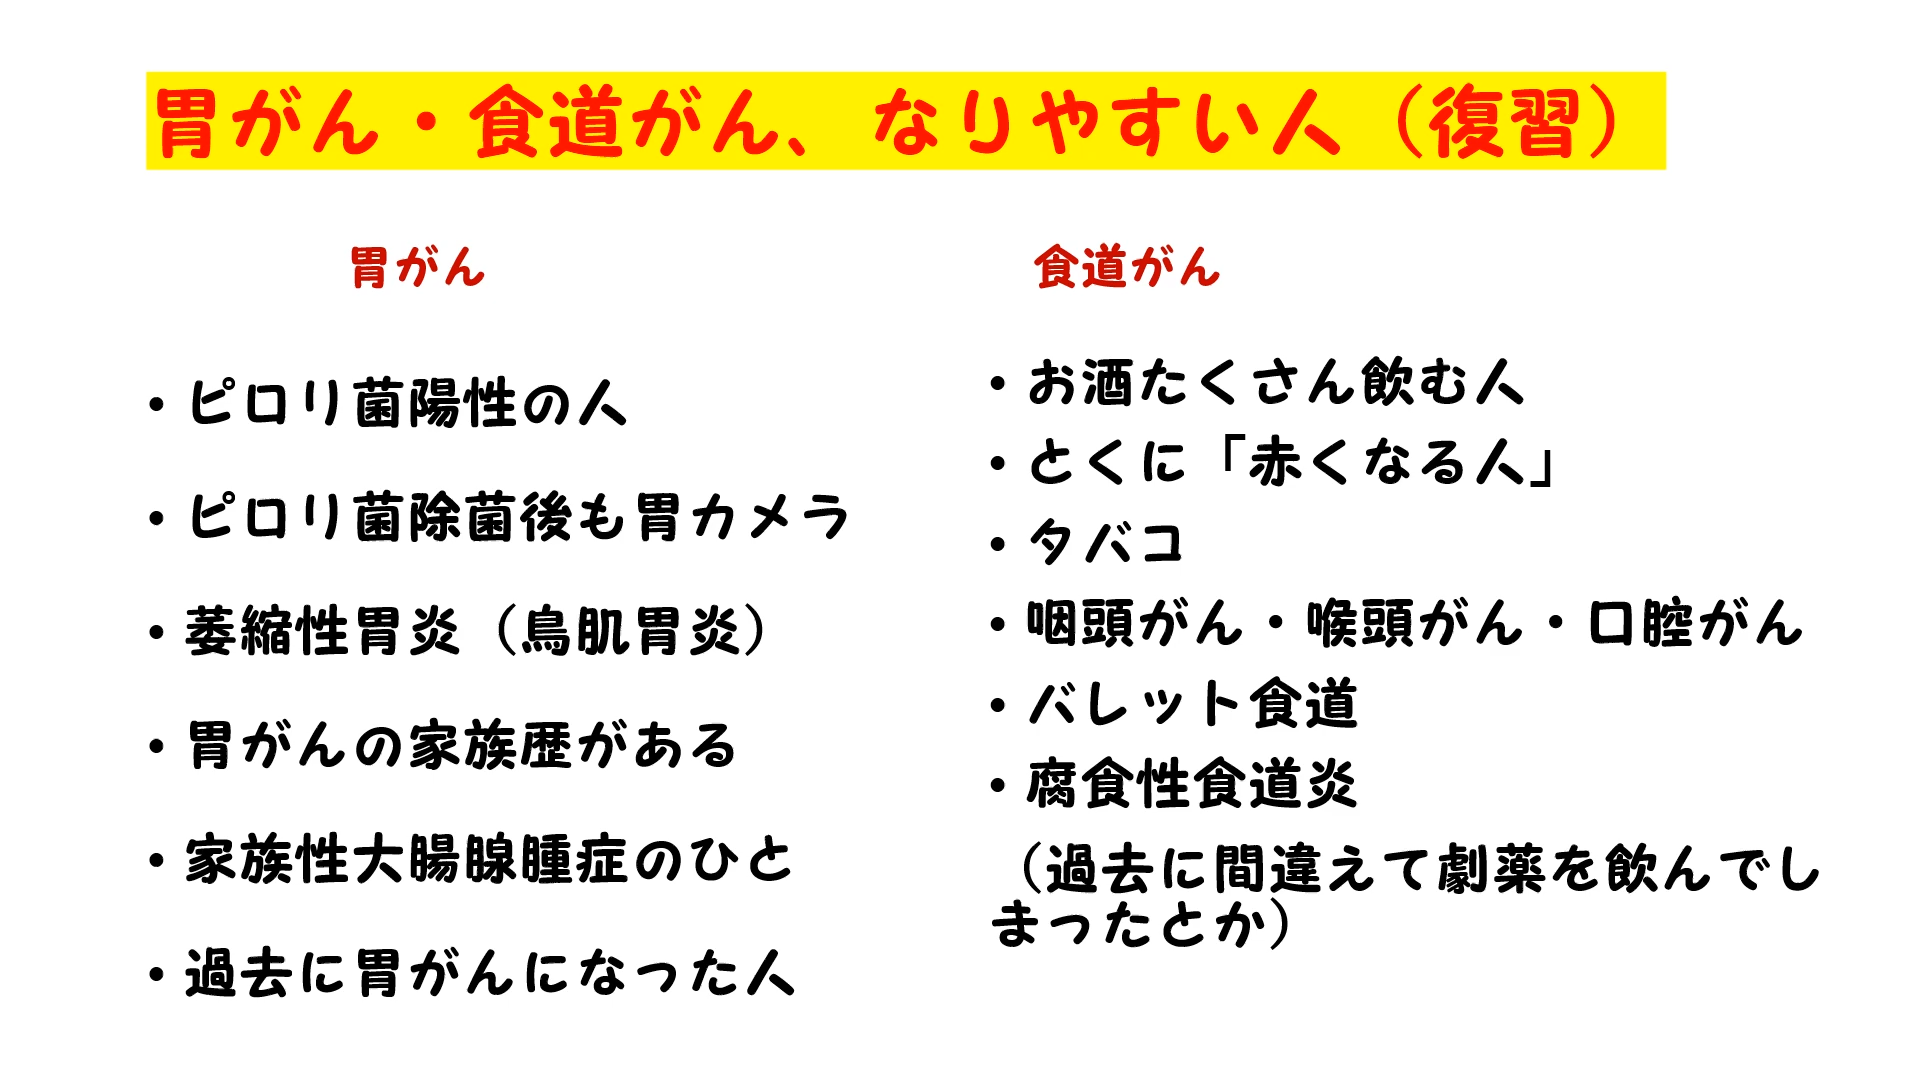 胃がん・食道がん、なりやすい人（復習）
胃がん
・ピロリ菌陽性の人
・ピロリ菌除菌後も胃カメラ
・萎縮性胃炎（鳥肌胃炎）
・胃がんの家族歴がある
・家族性大腸腺腫症のひと
・過去に胃がんになった人
食道がん
・お酒たくさん飲む人
・とくに「赤くなる人」
・タバコ
・咽頭がん・喉頭がん・口腔がん
・バレット食道
・腐食性食道炎
（過去に間違えて劇薬を飲んでし
まったとか）